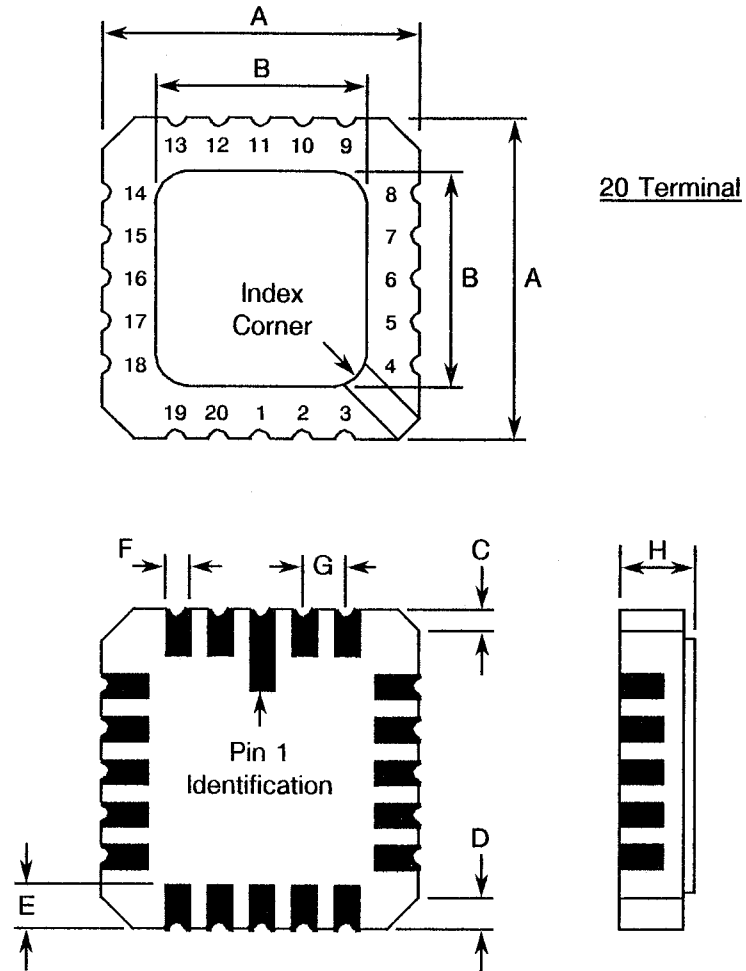 A
B
13 12 11 10 9
14 8
20 Terminal
15 7
16 6
B A
Index
Corner
17 5
18 4
19 20 1 2 3
F G C H
Pin 1
Identification
D
E